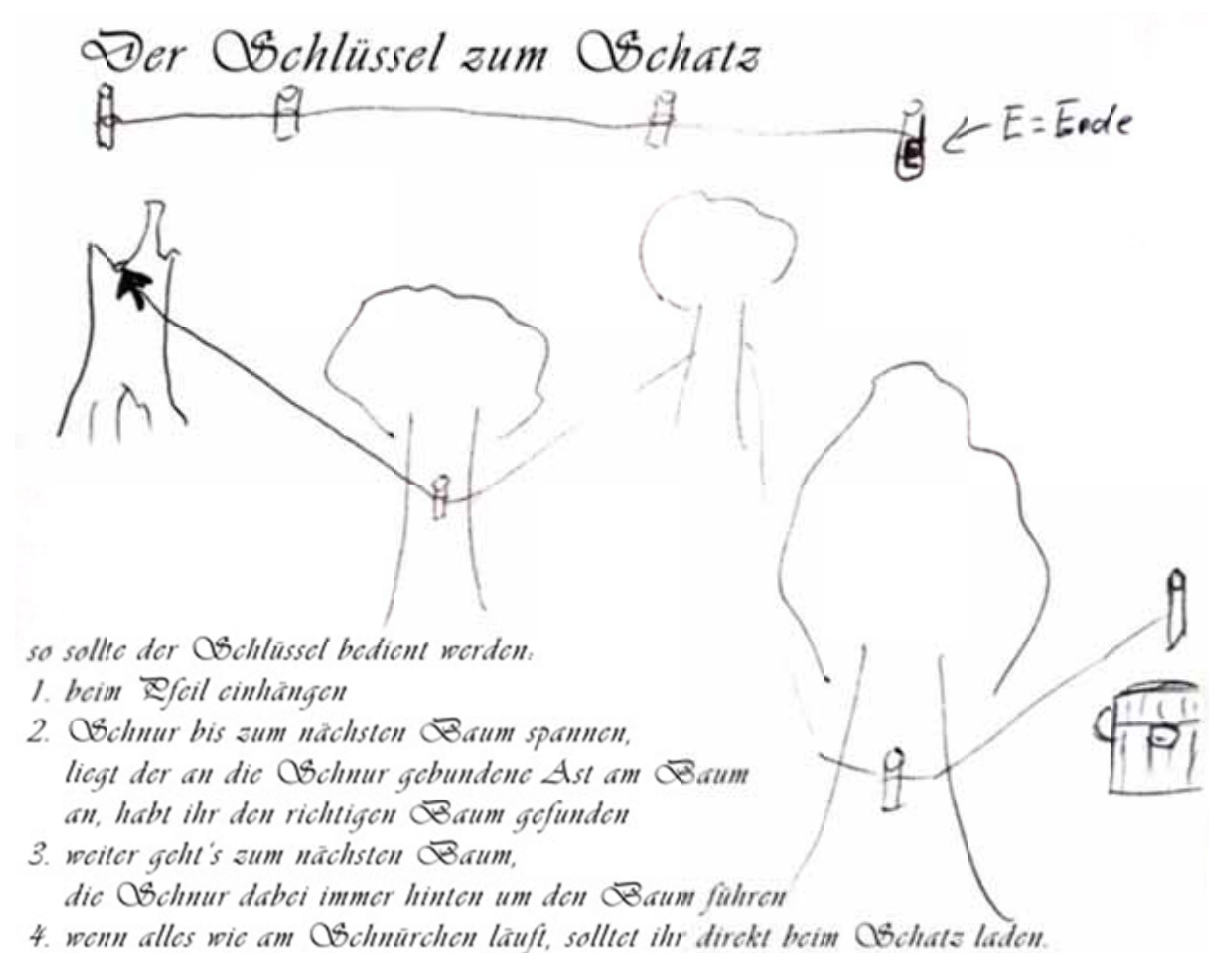 Der Schlüssel zum Schatz
E = Ende
E
so sollte der Schlüssel bedient werden:
1. beim Pfeil einhängen
2. Schnur bis zum nächsten Baum spannen,
liegt der an die Schnur gebundene Ast am Baum
an, habt ihr den richtigen Baum gefunden
3. weiter geht's zum nächsten Baum,
die Schnur dabei immer hinten um den Baum führen
4. wenn alles wie am Schnürchen läuft, solltet ihr direkt beim Schatz laden.